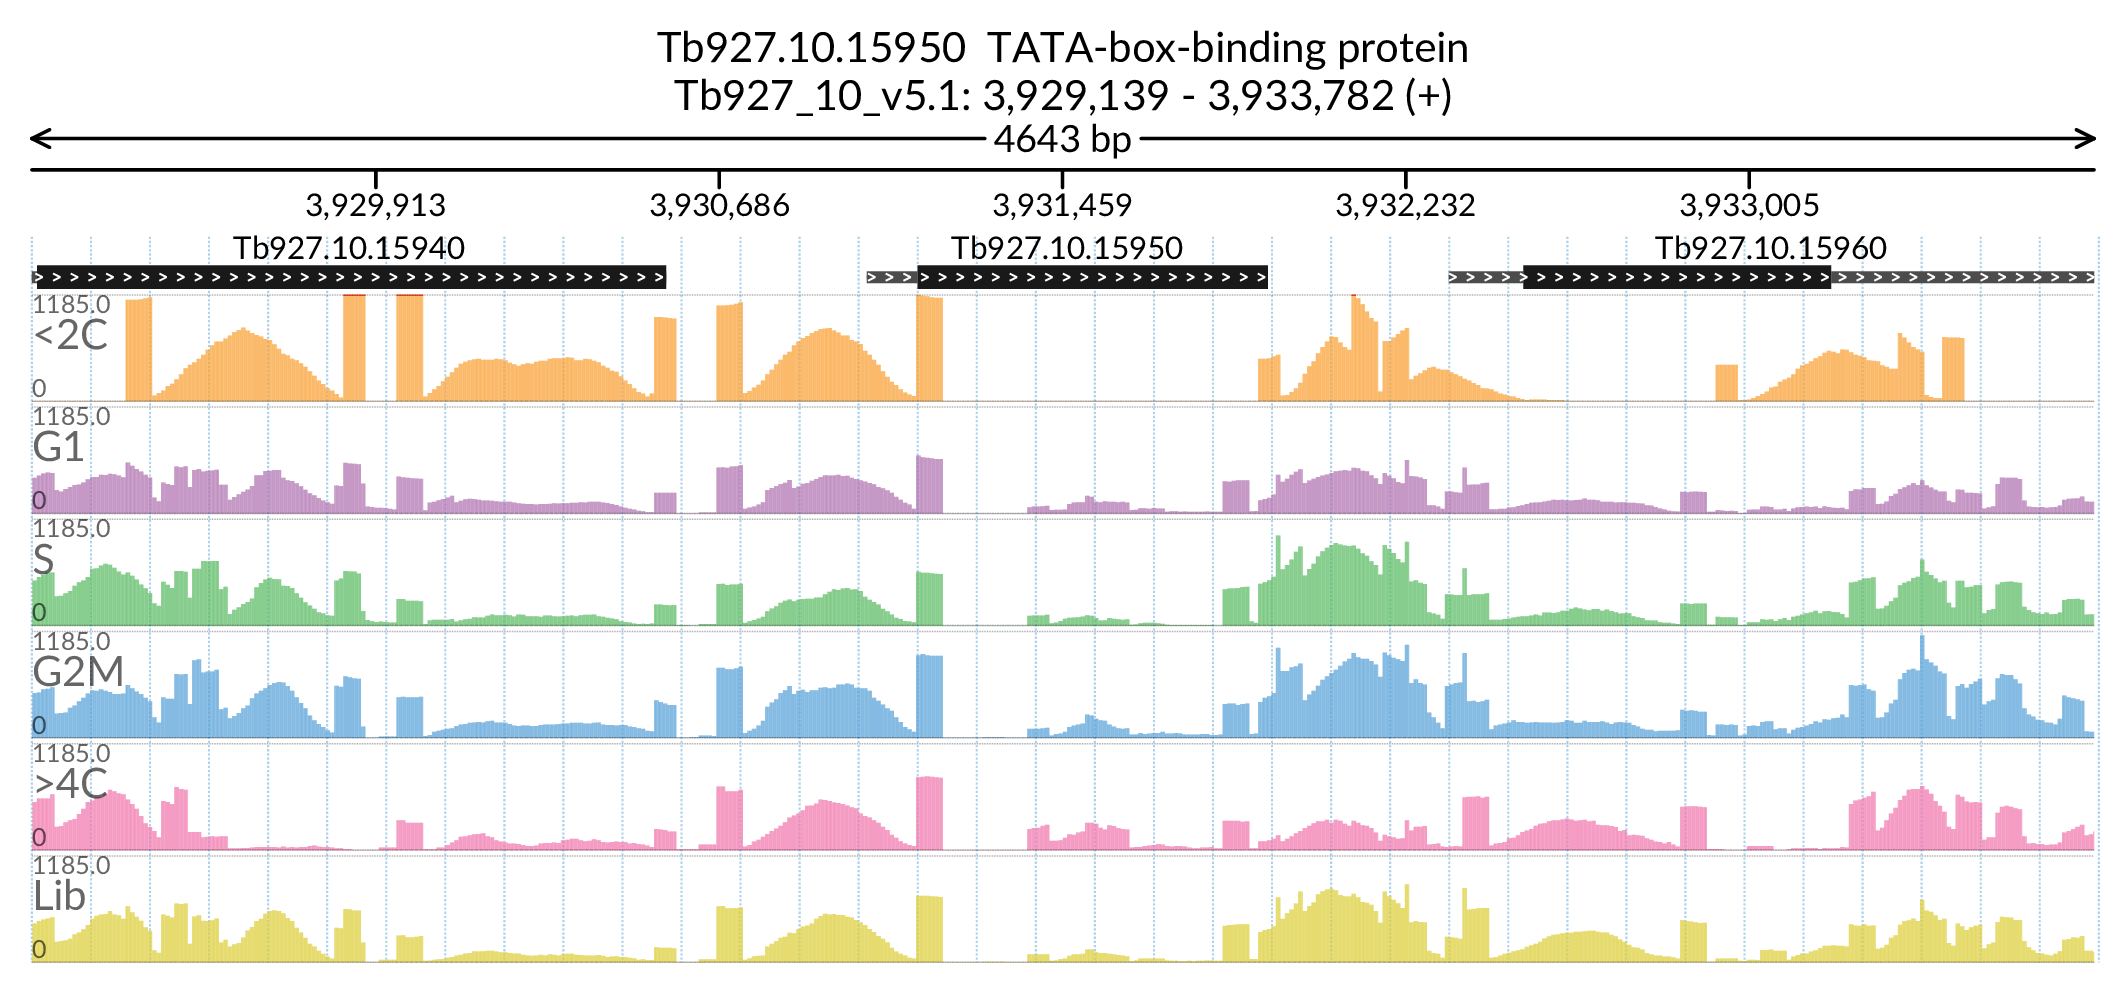 Tb927.10.15950  TATA-box-binding protein
Tb927_10_v5.1: 3,929,139 - 3,933,782 (+)
4643 bp
3,929,913 3,930,686 3,931,459 3,932,232 3,933,005
Tb927.10.15940 Tb927.10.15950 Tb927.10.15960
1185.0
<2C
0
1185.0
G1
0
1185.0
S
0
1185.0
G2M
0
1185.0
>4C
0
1185.0
Lib
0